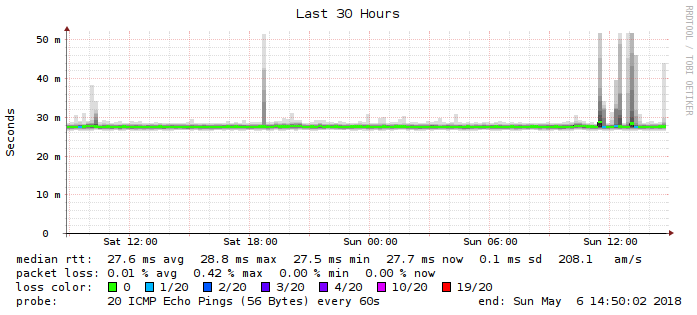 Last 30 Hours
RRDTOOL / TOBI OETIKER
50 m
40 m
30 m
20 m
10 m
0
Seconds
Sat 12:00 Sat 18:00 Sun 00:00 Sun 06:00 Sun 12:00
median rtt: 27.6 ms avg 28.8 ms max 27.5 ms min 27.7 ms now 0.1 ms sd 208.1 am/s
packet loss: 0.01 % avg 0.42 % max 0.00 % min 0.00 % now
loss color: 0 1/20 2/20 3/20 4/20 10/20 19/20
probe: 20 ICMP Echo Pings (56 Bytes) every 60s end: Sun May 6 14:50:02 2018